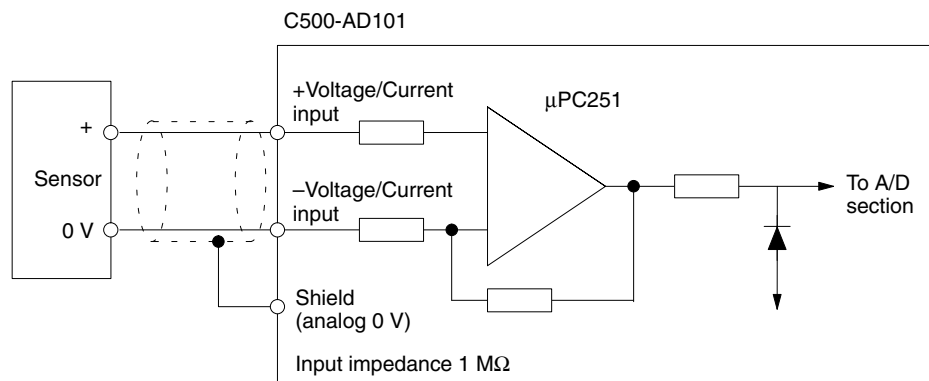 C500-AD101
+Voltage/Current
input
μPC251
+
Sensor
0 V
−Voltage/Current
input
To A/D
section
Shield
(analog 0 V)
Input impedance 1 MΩ